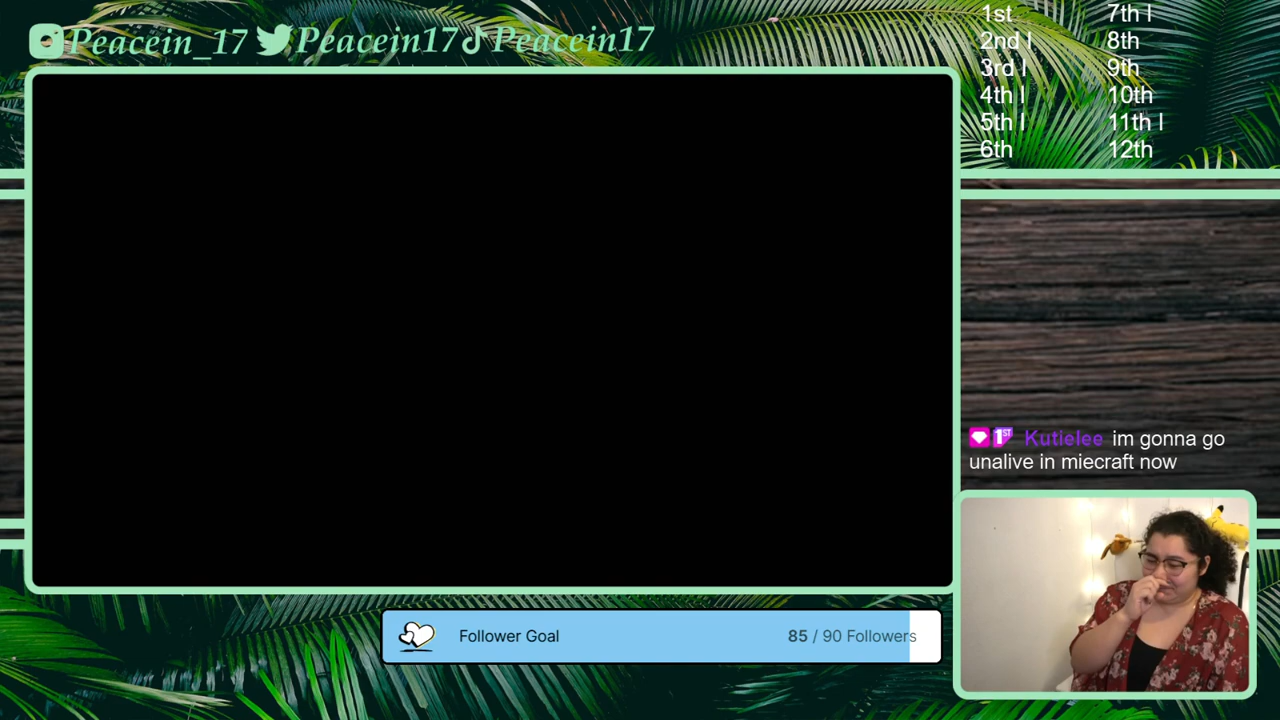 Peacein_17 Peacein17 Peacein17
1st 7th l
2nd l 8th
3rd l 9th
4th l 10th
5th l 11th l
6th 12th
1ST Kutielee im gonna go
unalive in miecraft now
Follower Goal 85 / 90 Followers